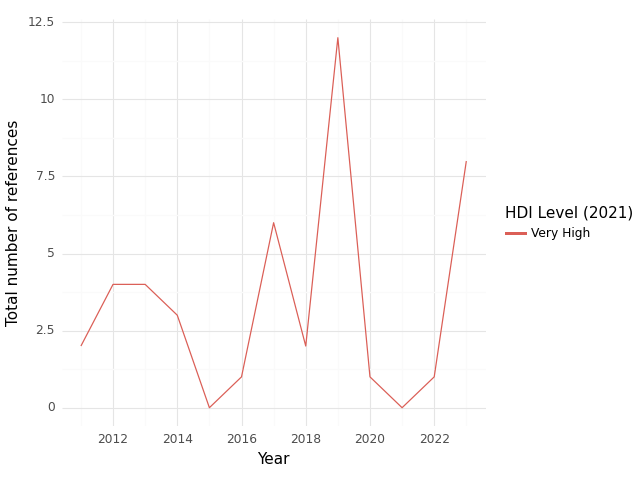 12.5
10
7.5
5
2.5
0
Total number of references
2012 2014 2016 2018 2020 2022
Year
HDI Level (2021)
Very High